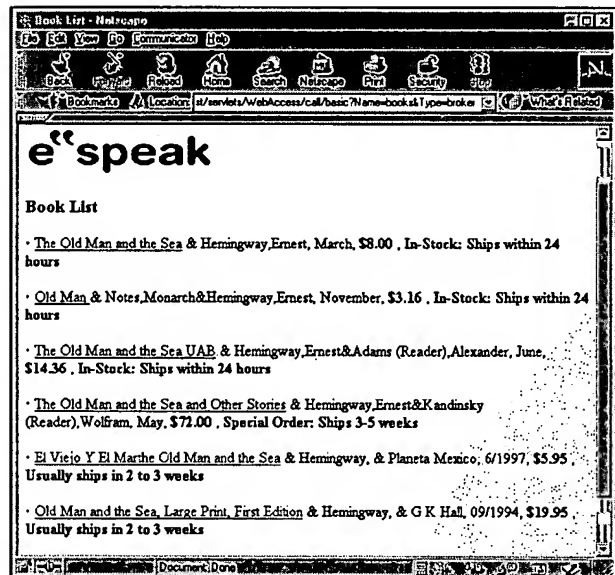 Book List - Netscape
File Edit View Go Communicator Help
Back Forward Reload Home Search Netscape Print Security Stop
Bookmarks Location: st/servlets/WebAccess/call/basic?Name=books&Type=broker What's Related
e“speak
Book List
· The Old Man and the Sea & Hemingway,Ernest, March, $8.00 , In-Stock: Ships within 24
hours
· Old Man & Notes,Monarch&Hemingway,Ernest, November, $3.16 , In-Stock: Ships within 24
hours
· The Old Man and the Sea UAB & Hemingway,Ernest&Adams (Reader),Alexander, June,
$14.36 , In-Stock: Ships within 24 hours
· The Old Man and the Sea and Other Stories & Hemingway,Ernest&Kandinsky
(Reader),Wolfram, May, $72.00 , Special Order: Ships 3-5 weeks
· El Viejo Y El Marthe Old Man and the Sea & Hemingway, & Planeta Mexico, 6/1997, $5.95 ,
Usually ships in 2 to 3 weeks
· Old Man and the Sea, Large Print, First Edition & Hemingway, & G K Hall, 09/1994, $19.95 ,
Usually ships in 2 to 3 weeks
Document: Done